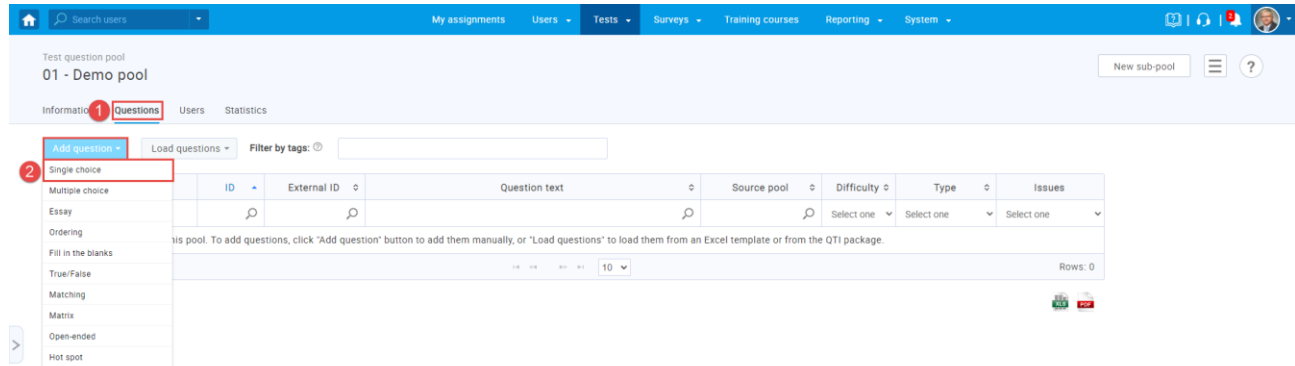 Search users
My assignments Users Tests Surveys Training courses Reporting System
2
Test question pool
01 - Demo pool
New sub-pool
?
1
Questions Users Statistics
Add question Load questions Filter by tags: ?
2
Single choice
Multiple choice ID External ID Question text Source pool Difficulty Type Issues
Essay Select one Select one Select one
Ordering
his pool. To add questions, click "Add question" button to add them manually, or "Load questions" to load them from an Excel template or from the QTI package.
Fill in the blanks
True/False 10 Rows: 0
Matching
XLS PDF
Matrix
Open-ended
Hot spot